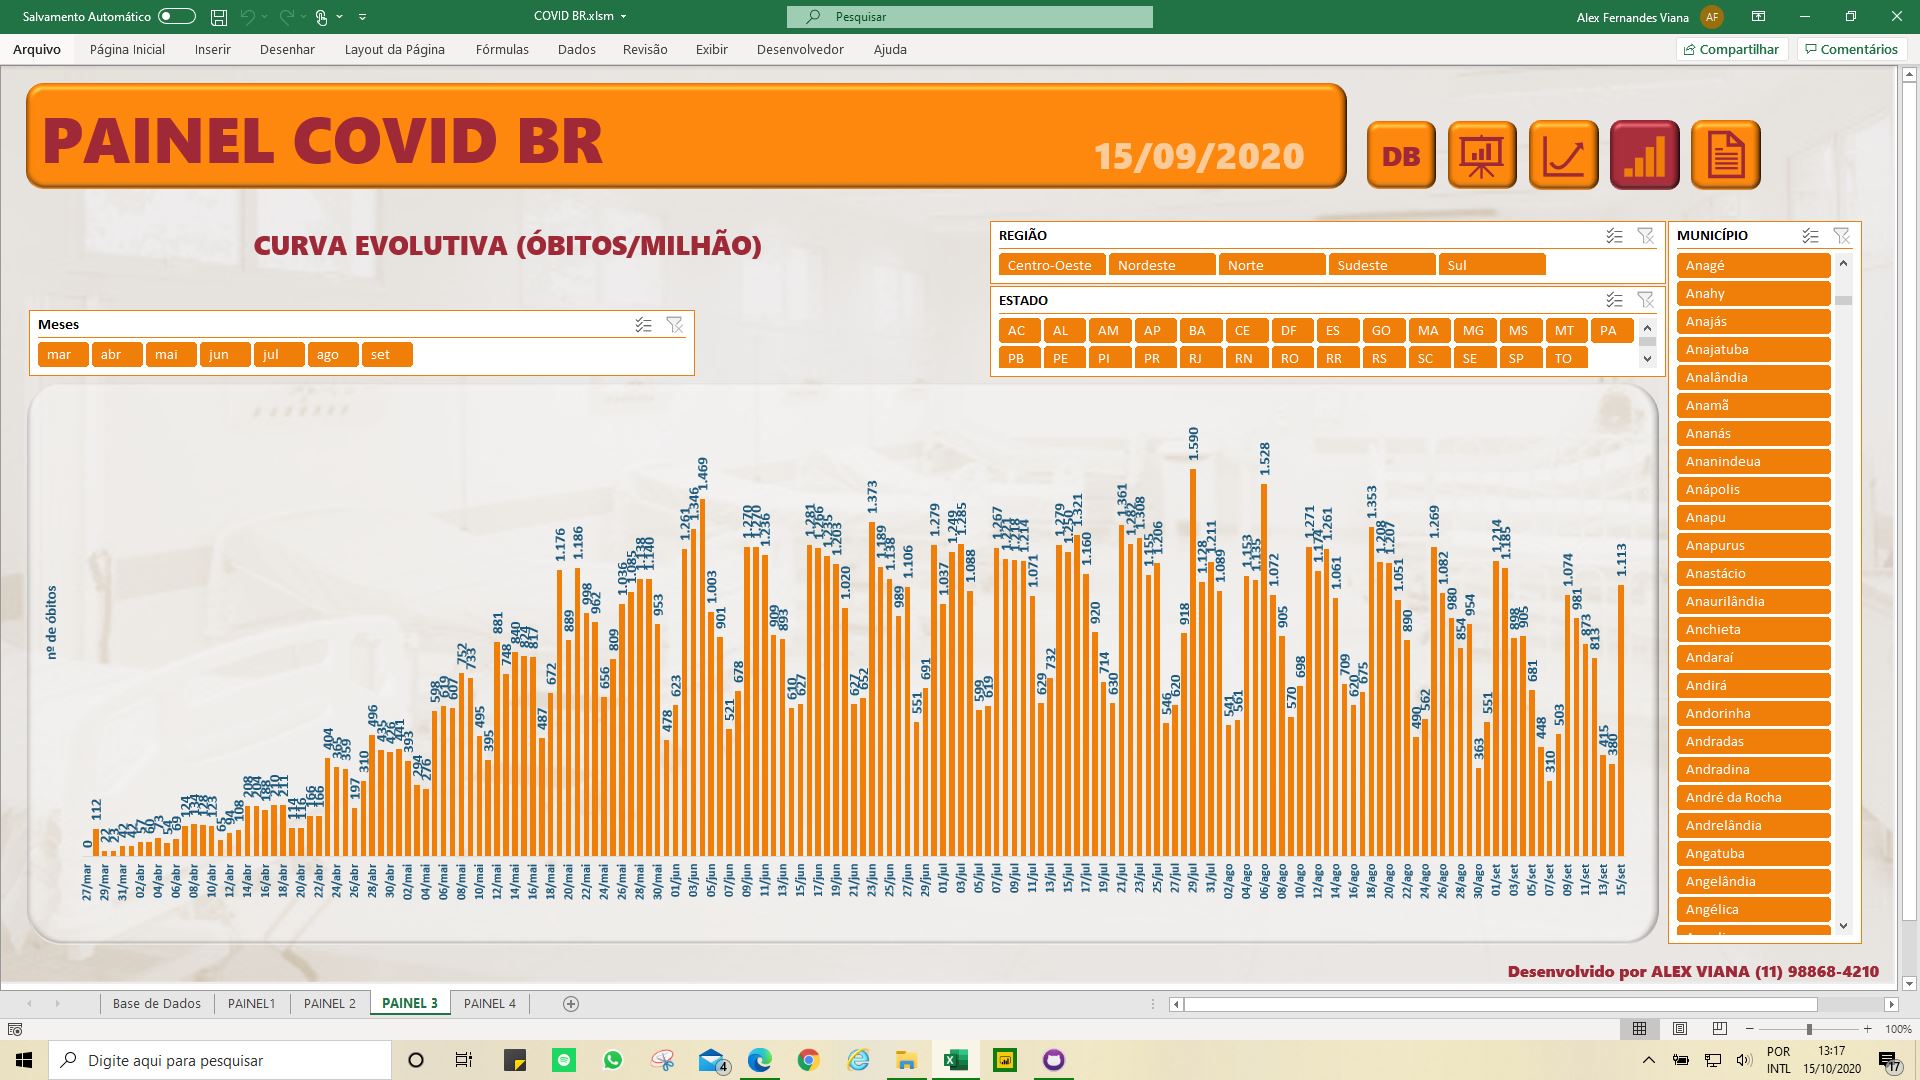 Salvamento Automático
COVID BR.xlsm
Pesquisar
Alex Fernandes Viana
AF
Arquivo
Página Inicial
Inserir
Desenhar
Layout da Página
Fórmulas
Dados
Revisão
Exibir
Desenvolvedor
Ajuda
Compartilhar
Comentários
PAINEL COVID BR
15/09/2020
DB
CURVA EVOLUTIVA (ÓBITOS/MILHÃO)
REGIÃO
Centro-Oeste Nordeste Norte Sudeste Sul
ESTADO
AC AL AM AP BA CE DF ES GO MA MG MS MT PA
PB PE PI PR RJ RN RO RR RS SC SE SP TO
Meses
mar abr mai jun jul ago set
MUNICÍPIO
Anagé
Anahy
Anajás
Anajatuba
Analândia
Anamã
Ananás
Ananindeua
Anápolis
Anapu
Anapurus
Anastácio
Anaurilândia
Anchieta
Andaraí
Andirá
Andorinha
Andradas
Andradina
André da Rocha
Andrelândia
Angatuba
Angelândia
Angélica
nº de óbitos
0 112 22 23 42 42 57 60 73 54 69 124 134 128 123 65 94 108 208 204 188 210 211 114 116 166 166 404 365 359 197 310 496 435 426 441 393 294 276 598 619 607 752 733 495 395 881 748 840 824 817 487 672 1.176 889 1.186 998 962 656 809 1.036 1.085 1.138 1.140 953 478 623 1.261 1.346 1.469 1.003 901 521 678 1.270 1.270 1.236 909 893 610 627 1.281 1.266 1.235 1.203 1.020 627 652 1.373 1.189 1.138 989 1.106 551 691 1.279 1.037 1.249 1.285 1.088 599 619 1.267 1.218 1.214 1.071 629 732 1.279 1.250 1.321 1.160 920 714 630 1.361 1.282 1.308 1.155 1.206 546 620 918 1.590 1.128 1.211 1.089 541 561 1.153 1.135 1.528 1.072 905 570 698 1.271 1.174 1.261 1.061 709 620 675 1.353 1.208 1.207 1.051 890 490 562 1.269 1.082 980 854 954 363 551 1.214 1.185 898 905 681 448 310 503 1.074 981 873 813 415 380 1.113
27/mar 29/mar 31/mar 02/abr 04/abr 06/abr 08/abr 10/abr 12/abr 14/abr 16/abr 18/abr 20/abr 22/abr 24/abr 26/abr 28/abr 30/abr 02/mai 04/mai 06/mai 08/mai 10/mai 12/mai 14/mai 16/mai 18/mai 20/mai 22/mai 24/mai 26/mai 28/mai 30/mai 01/jun 03/jun 05/jun 07/jun 09/jun 11/jun 13/jun 15/jun 17/jun 19/jun 21/jun 23/jun 25/jun 27/jun 29/jun 01/jul 03/jul 05/jul 07/jul 09/jul 11/jul 13/jul 15/jul 17/jul 19/jul 21/jul 23/jul 25/jul 27/jul 29/jul 31/jul 02/ago 04/ago 06/ago 08/ago 10/ago 12/ago 14/ago 16/ago 18/ago 20/ago 22/ago 24/ago 26/ago 28/ago 30/ago 01/set 03/set 05/set 07/set 09/set 11/set 13/set 15/set
Desenvolvido por ALEX VIANA (11) 98868-4210
Base de Dados
PAINEL1
PAINEL 2
PAINEL 3
PAINEL 4
100%
Digite aqui para pesquisar
4
POR
INTL
13:17
15/10/2020
17